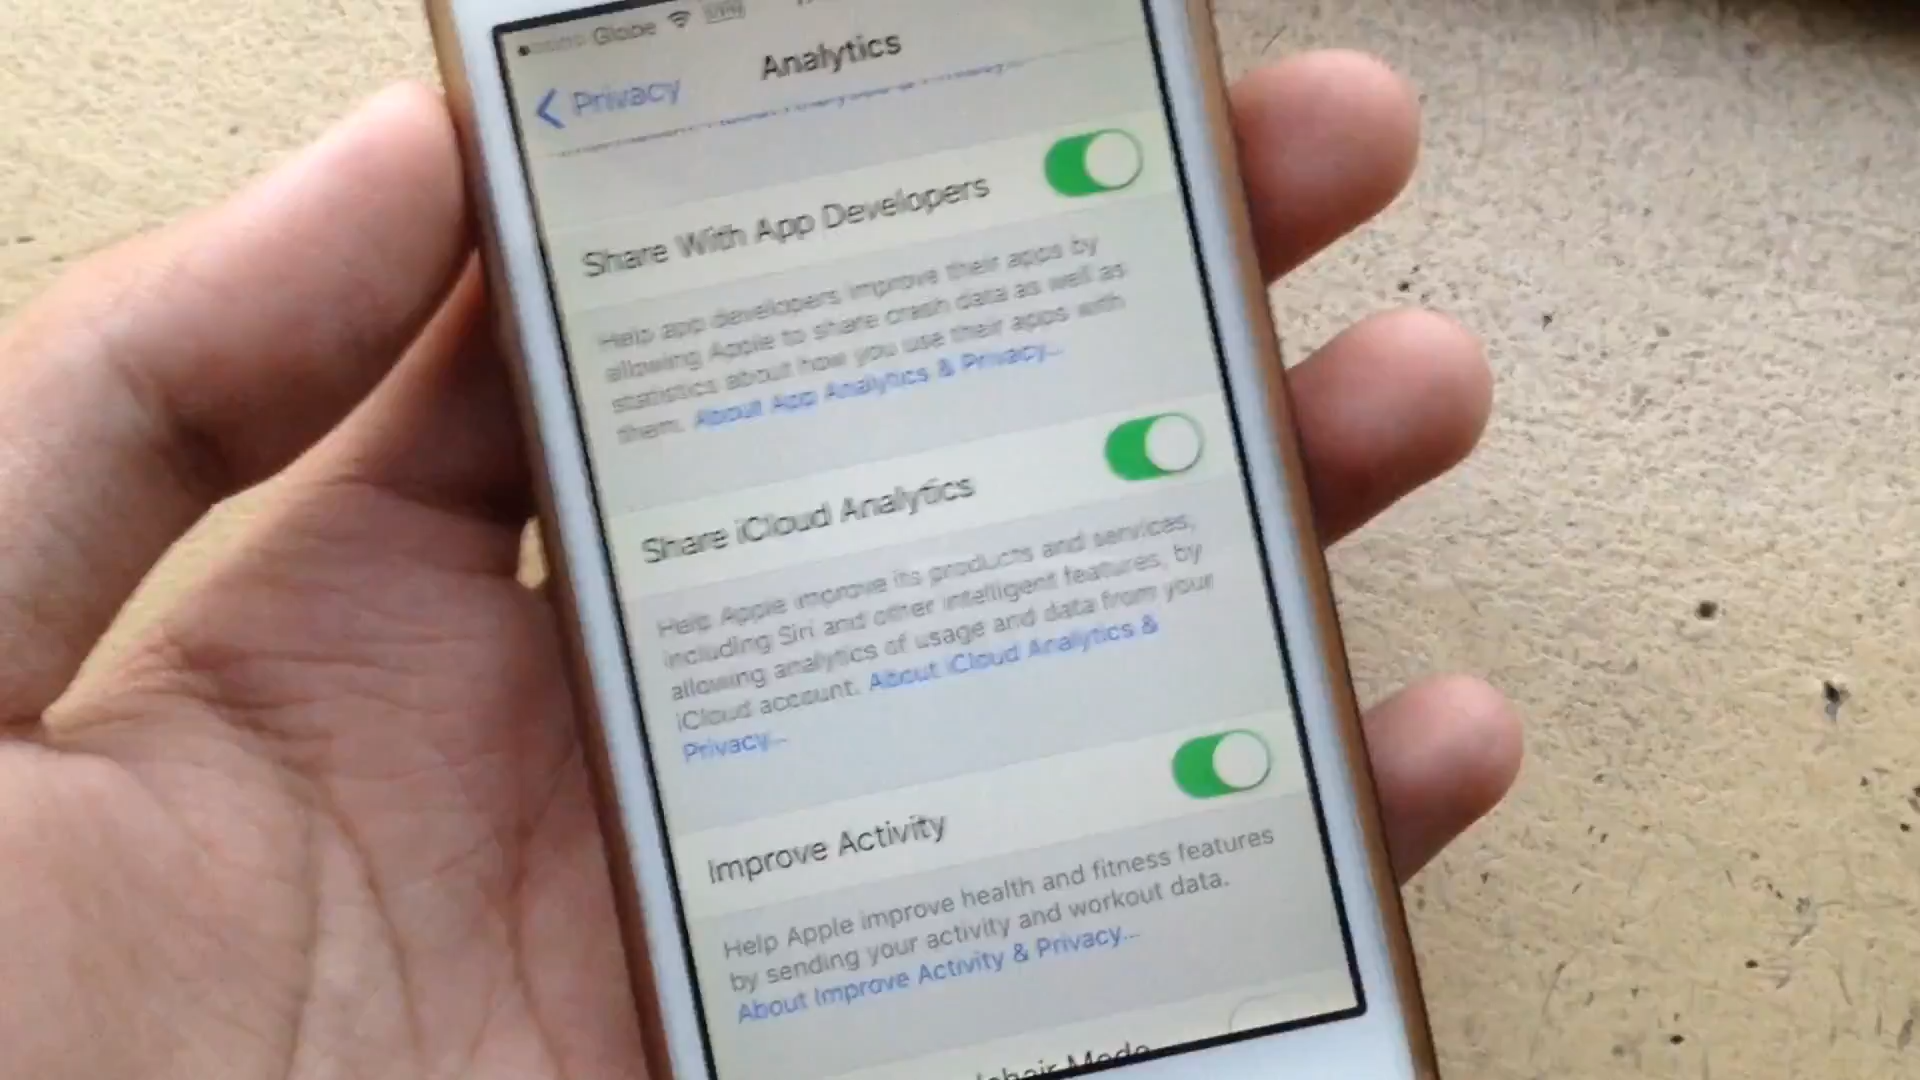 Globe VPN
Analytics
Privacy
Share With App Developers
Help app developers improve their apps by
allowing Apple to share crash data as well as
statistics about how you use their apps with
them. About App Analytics & Privacy...
Share iCloud Analytics
Help Apple improve its products and services,
including Siri and other intelligent features, by
allowing analytics of usage and data from your
iCloud account. About iCloud Analytics &
Privacy...
Improve Activity
Help Apple improve health and fitness features
by sending your activity and workout data.
About Improve Activity & Privacy...
Mode